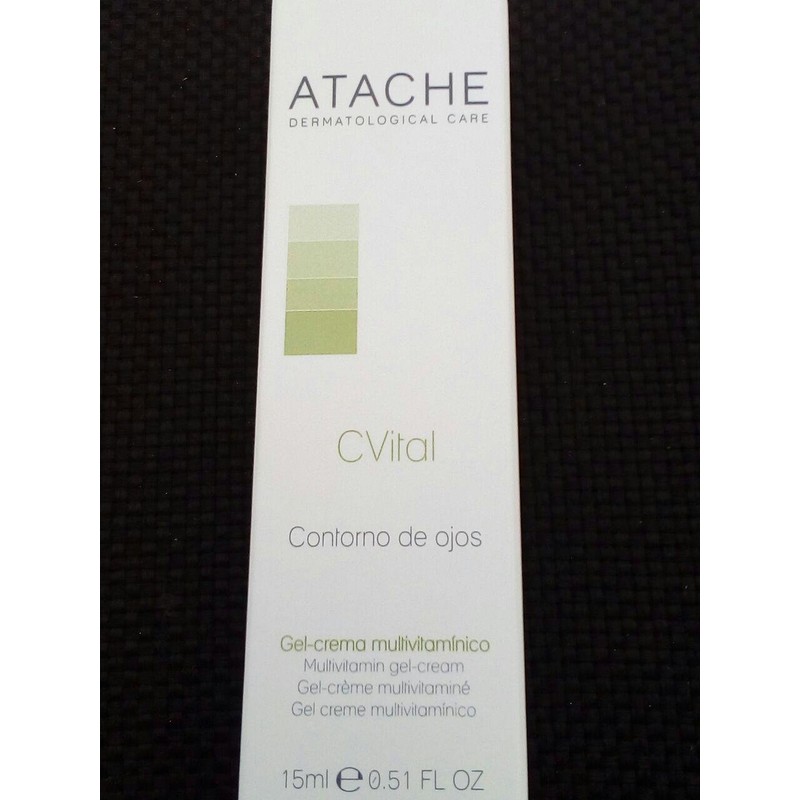 ATACHE
DERMATOLOGICAL CARE
CVital
Contorno de ojos
Gel-crema multivitamínico
Multivitamin gel-cream
Gel-crème multivitaminé
Gel creme multivitamínico
15ml ℮ 0.51 FL OZ